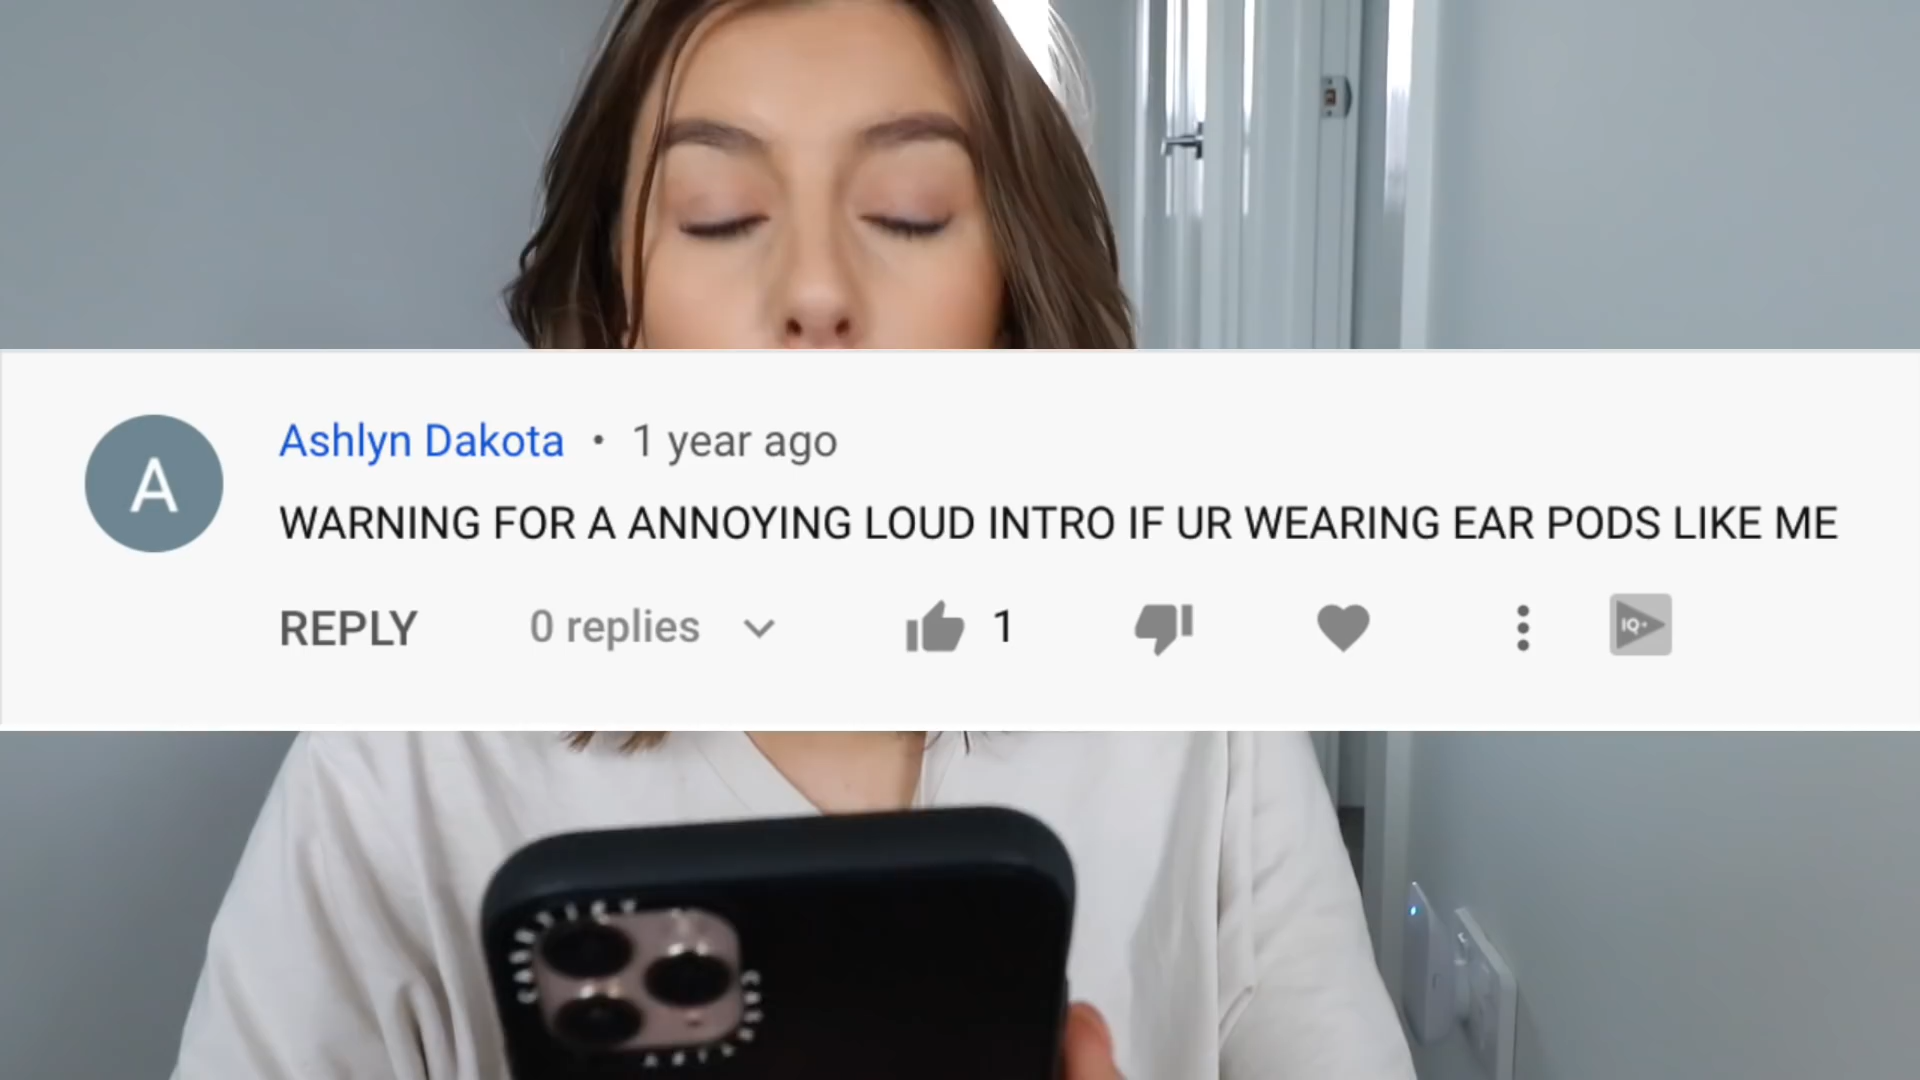 Ashlyn Dakota • 1 year ago
A
WARNING FOR A ANNOYING LOUD INTRO IF UR WEARING EAR PODS LIKE ME
REPLY 0 replies 1
IQ+